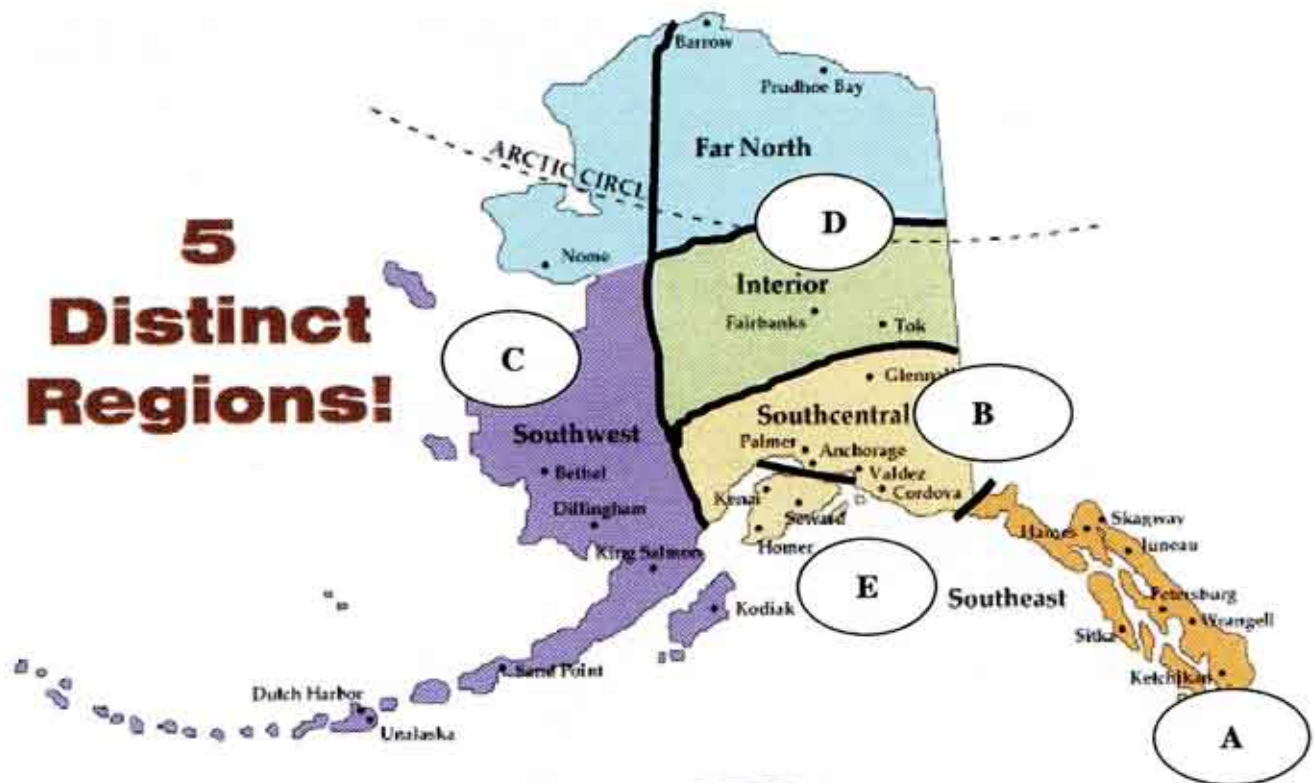 Barrow
Prudhoe Bay
Far North
ARCTIC CIRCL
D
5
Distinct
Regions!
Nome
Interior
Fairbanks
Tok
C
B
Southcentral
Southwest
Palmer
Anchorage
Bethel
Valdez
Kenai
Cordova
Dillingham
Seward
Skagway
Haines
Juneau
Homer
King Salmon
E
Southeast
Petersburg
Kodiak
Wrangell
Sitka
Sand Point
Ketchikan
Dutch Harbor
Unalaska
A